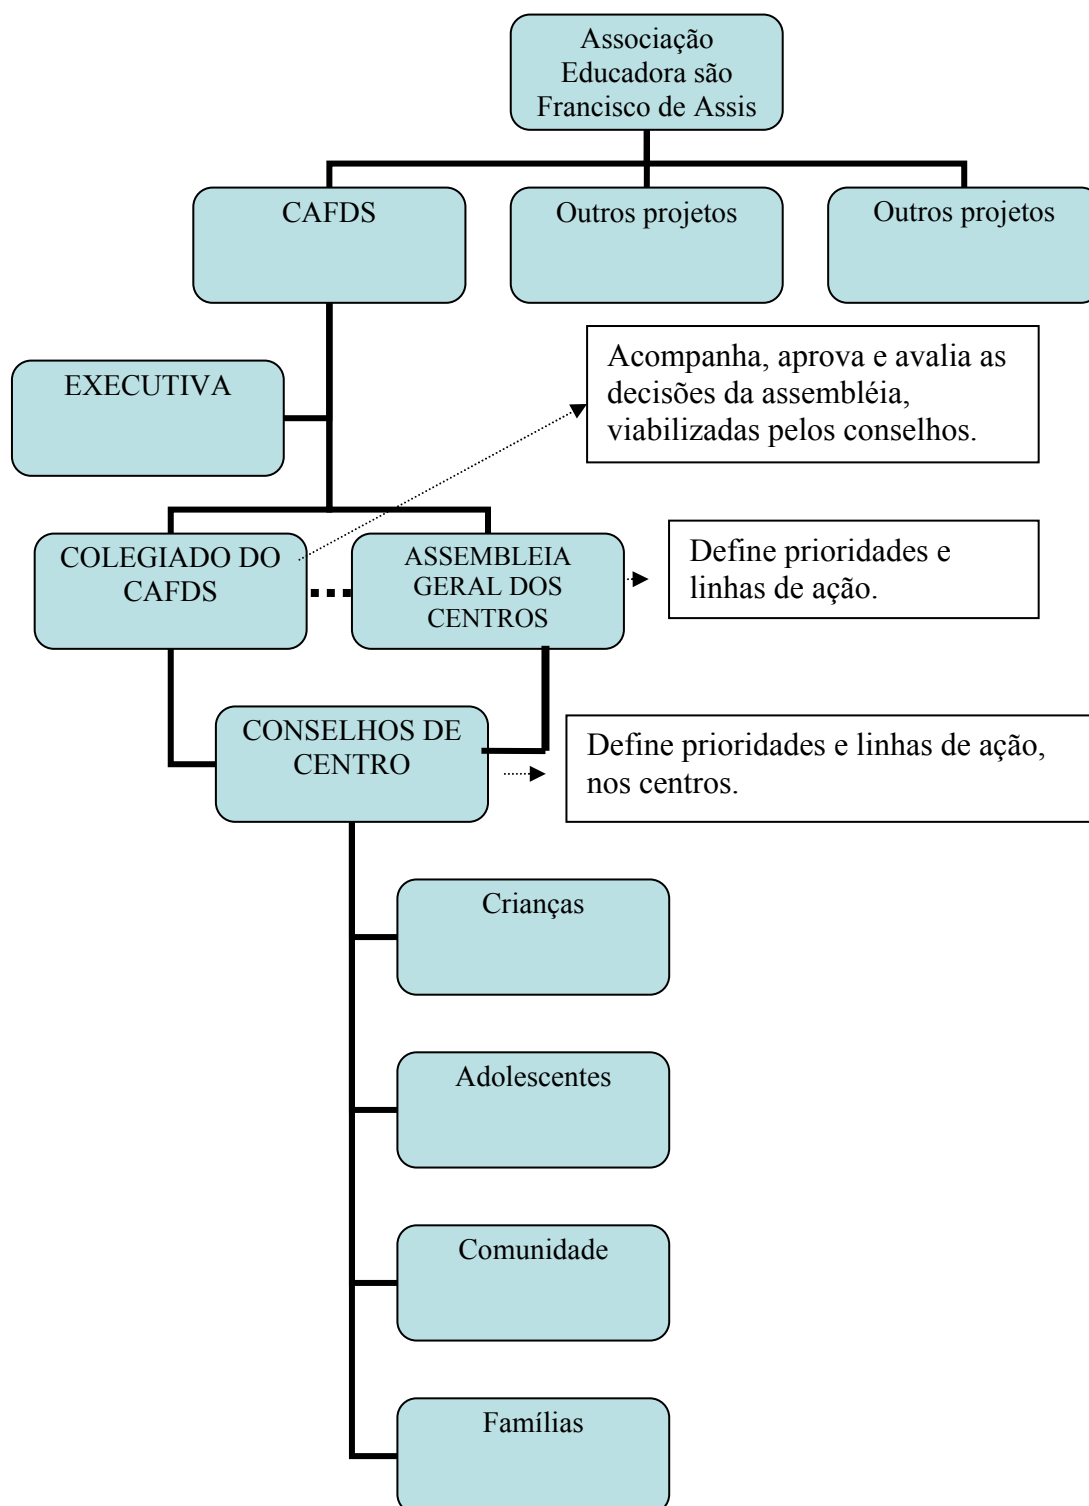 Associação
Educadora são
Francisco de Assis
CAFDS
Outros projetos
Outros projetos
Acompanha, aprova e avalia as
decisões da assembléia,
viabilizadas pelos conselhos.
EXECUTIVA
COLEGIADO DO
CAFDS
ASSEMBLEIA
GERAL DOS
CENTROS
Define prioridades e
linhas de ação.
CONSELHOS DE
CENTRO
Define prioridades e linhas de ação,
nos centros.
Crianças
Adolescentes
Comunidade
Famílias